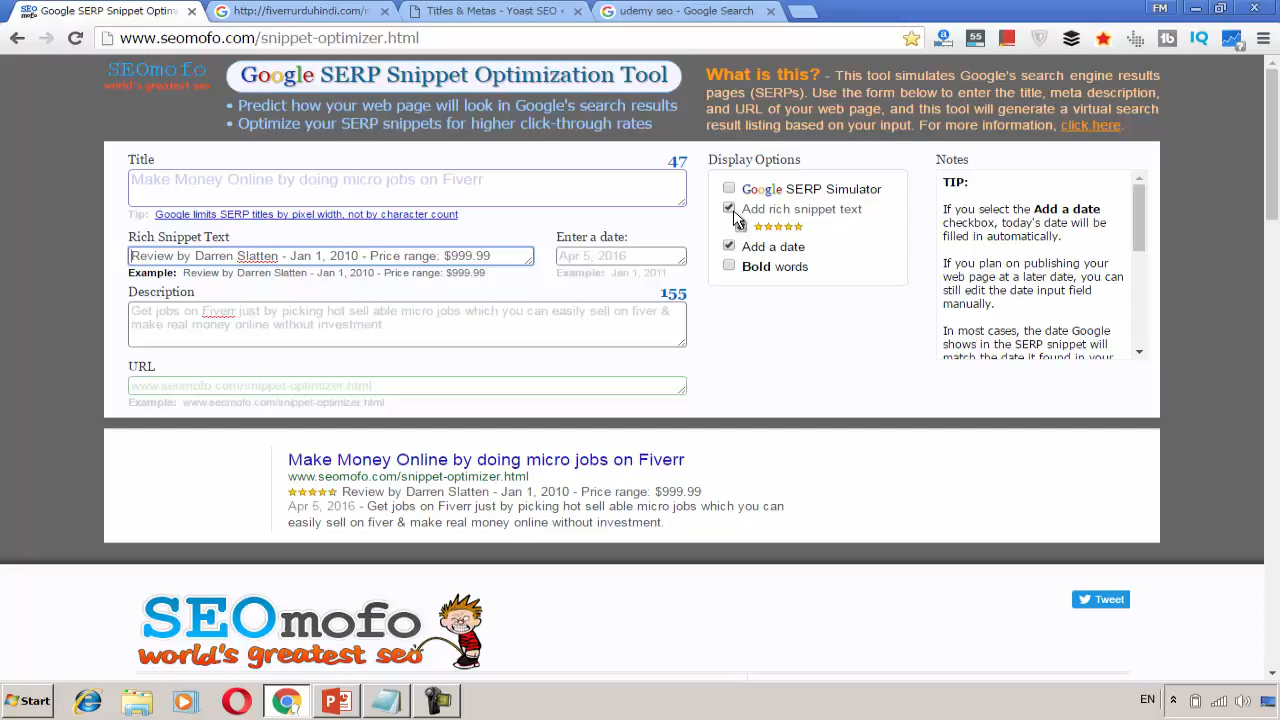 Google SERP Snippet Optim
http://fiverrurduhindi.com/
Titles & Metas - Yoast SEO
udemy seo - Google Search
FM
www.seomofo.com/snippet-optimizer.html
55
IQ
SEOmofo
world's greatest seo
Google SERP Snippet Optimization Tool
• Predict how your web page will look in Google's search results
• Optimize your SERP snippets for higher click-through rates
What is this? - This tool simulates Google's search engine results
pages (SERPs). Use the form below to enter the title, meta description,
and URL of your web page, and this tool will generate a virtual search
result listing based on your input. For more information, click here.
Title
47
Make Money Online by doing micro jobs on Fiverr
Tip: Google limits SERP titles by pixel width, not by character count
Rich Snippet Text
Enter a date:
Review by Darren Slatten - Jan 1, 2010 - Price range: $999.99
Apr 5, 2016
Example: Review by Darren Slatten - Jan 1, 2010 - Price range: $999.99
Example: Jan 1, 2011
Description
155
Get jobs on Fiverr just by picking hot sell able micro jobs which you can easily sell on fiver &
make real money online without investment.
URL
www.seomofo.com/snippet-optimizer.html
Example: www.seomofo.com/snippet-optimizer.html
Display Options
Google SERP Simulator
Add rich snippet text
Add a date
Bold words
Notes
TIP:
If you select the Add a date
checkbox, today's date will be
filled in automatically.
If you plan on publishing your
web page at a later date, you can
still edit the date input field
manually.
In most cases, the date Google
shows in the SERP snippet will
match the date it found in your
Make Money Online by doing micro jobs on Fiverr
www.seomofo.com/snippet-optimizer.html
Review by Darren Slatten - Jan 1, 2010 - Price range: $999.99
Apr 5, 2016 - Get jobs on Fiverr just by picking hot sell able micro jobs which you can
easily sell on fiver & make real money online without investment.
SEOmofo
world's greatest seo
Tweet
Start
EN